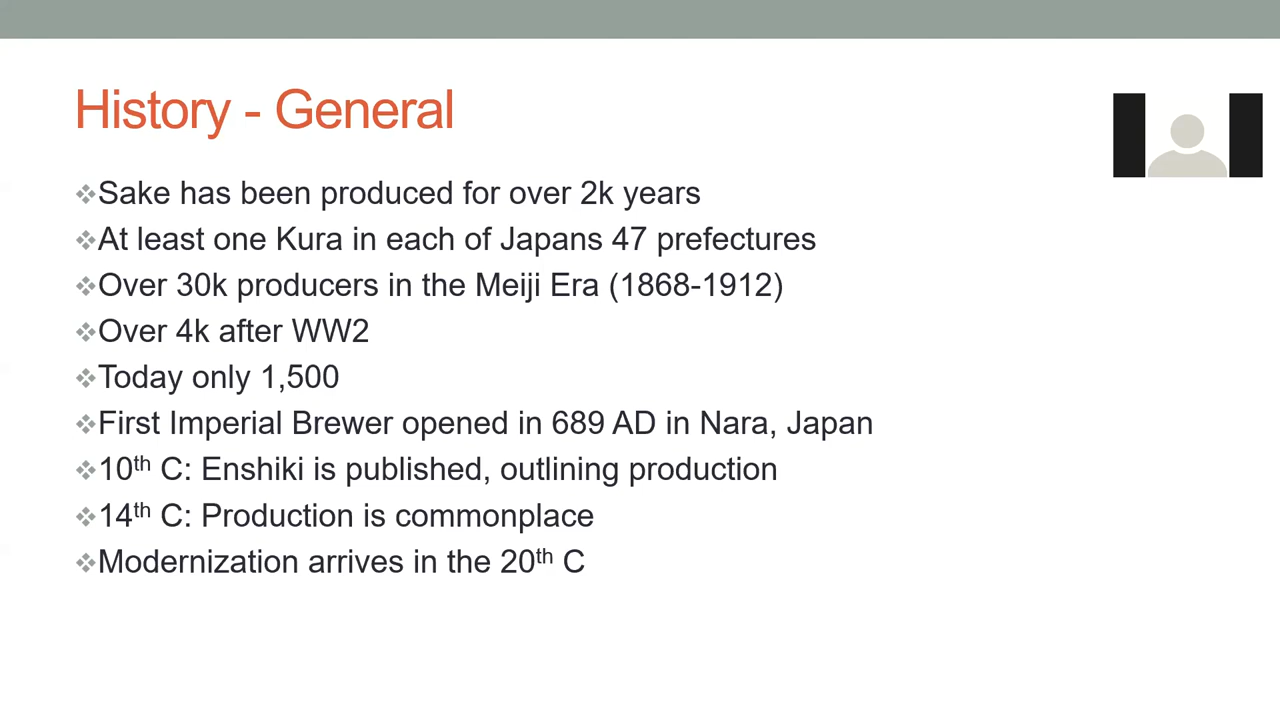 History - General
Sake has been produced for over 2k years
At least one Kura in each of Japans 47 prefectures
Over 30k producers in the Meiji Era (1868-1912)
Over 4k after WW2
Today only 1,500
First Imperial Brewer opened in 689 AD in Nara, Japan
10th C: Enshiki is published, outlining production
14th C: Production is commonplace
Modernization arrives in the 20th C